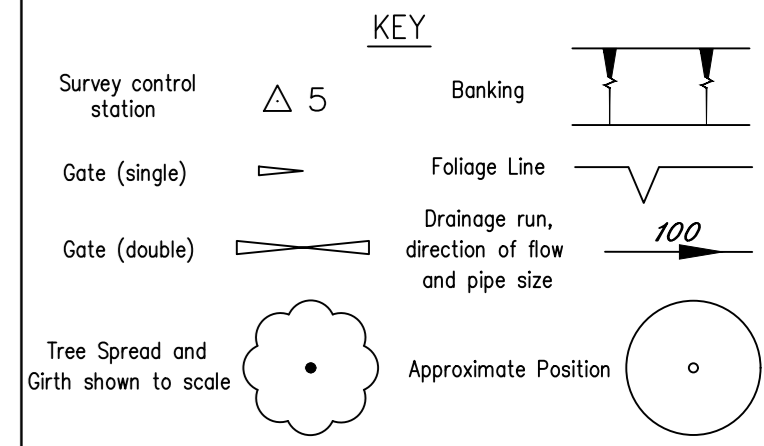 KEY
Survey control
station
5
Banking
Gate (single)
Foliage Line
Gate (double)
Drainage run,
direction of flow
and pipe size
100
Tree Spread and
Girth shown to scale
Approximate Position